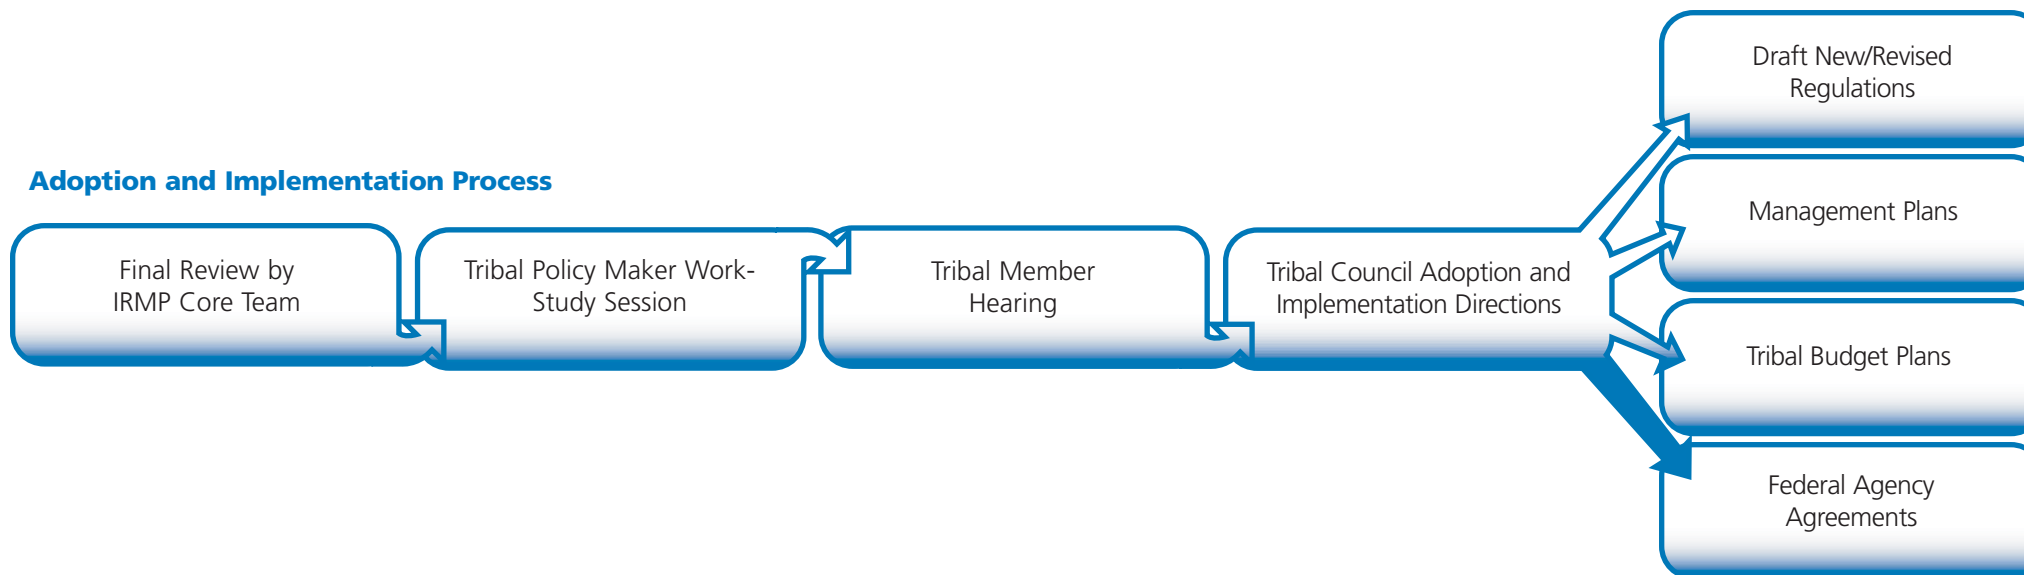 Adoption and Implementation Process
Final Review by
IRMP Core Team
Tribal Policy Maker Work-
Study Session
Tribal Member
Hearing
Tribal Council Adoption and
Implementation Directions
Draft New/Revised
Regulations
Management Plans
Tribal Budget Plans
Federal Agency
Agreements